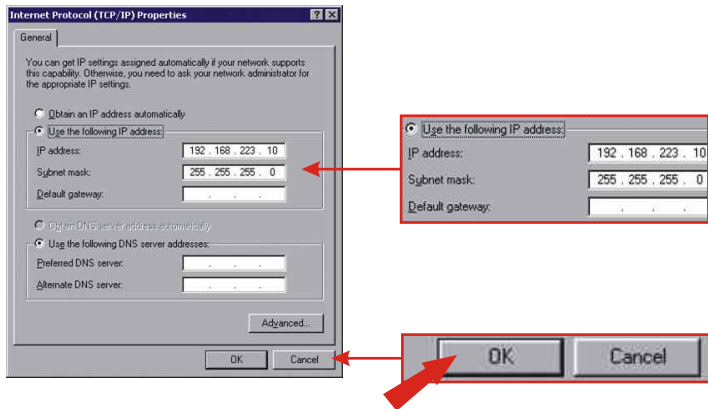 Internet Protocol (TCP/IP) Properties
General
You can get IP settings assigned automatically if your network supports
this capability. Otherwise, you need to ask your network administrator for
the appropriate IP settings.
Obtain an IP address automatically
Use the following IP address:
IP address: 192 . 168 . 223 . 10
Subnet mask: 255 . 255 . 255 . 0
Default gateway: . . .
Obtain DNS server address automatically
Use the following DNS server addresses:
Preferred DNS server: . . .
Alternate DNS server: . . .
Advanced...
OK Cancel
Use the following IP address:
IP address: 192 . 168 . 223 . 10
Subnet mask: 255 . 255 . 255 . 0
Default gateway: . .
OK Cancel